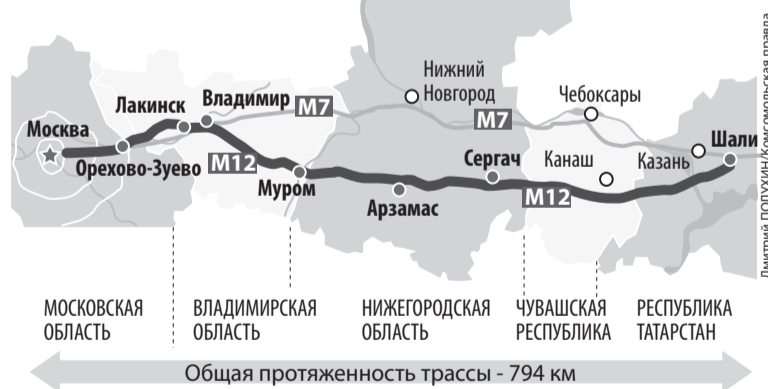 Нижний
Новгород
Чебоксары
Лакинск
Владимир
М7
М7
Москва
Шали
Орехово-Зуево
М12
Муром
Сергач
Канаш
Казань
Арзамас
М12
МОСКОВСКАЯ
ОБЛАСТЬ
ВЛАДИМИРСКАЯ
ОБЛАСТЬ
НИЖЕГОРОДСКАЯ
ОБЛАСТЬ
ЧУВАШСКАЯ
РЕСПУБЛИКА
РЕСПУБЛИКА
ТАТАРСТАН
Общая протяженность трассы - 794 км
Дмитрий ПОЛУХИН/Комсомольская правда